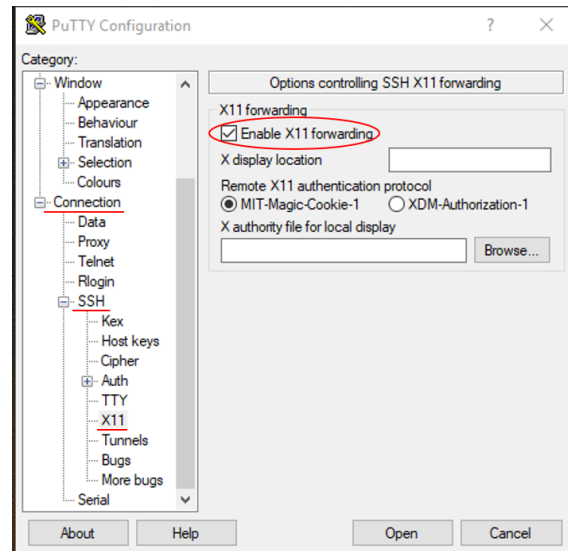 PuTTY Configuration
?
Category:
Window
Appearance
Behaviour
Translation
Selection
Colours
Connection
Data
Proxy
Telnet
Rlogin
SSH
Kex
Host keys
Cipher
Auth
TTY
X11
Tunnels
Bugs
More bugs
Serial
Options controlling SSH X11 forwarding
X11 forwarding
Enable X11 forwarding
X display location
Remote X11 authentication protocol
MIT-Magic-Cookie-1 XDM-Authorization-1
X authority file for local display
Browse...
About Help Open Cancel